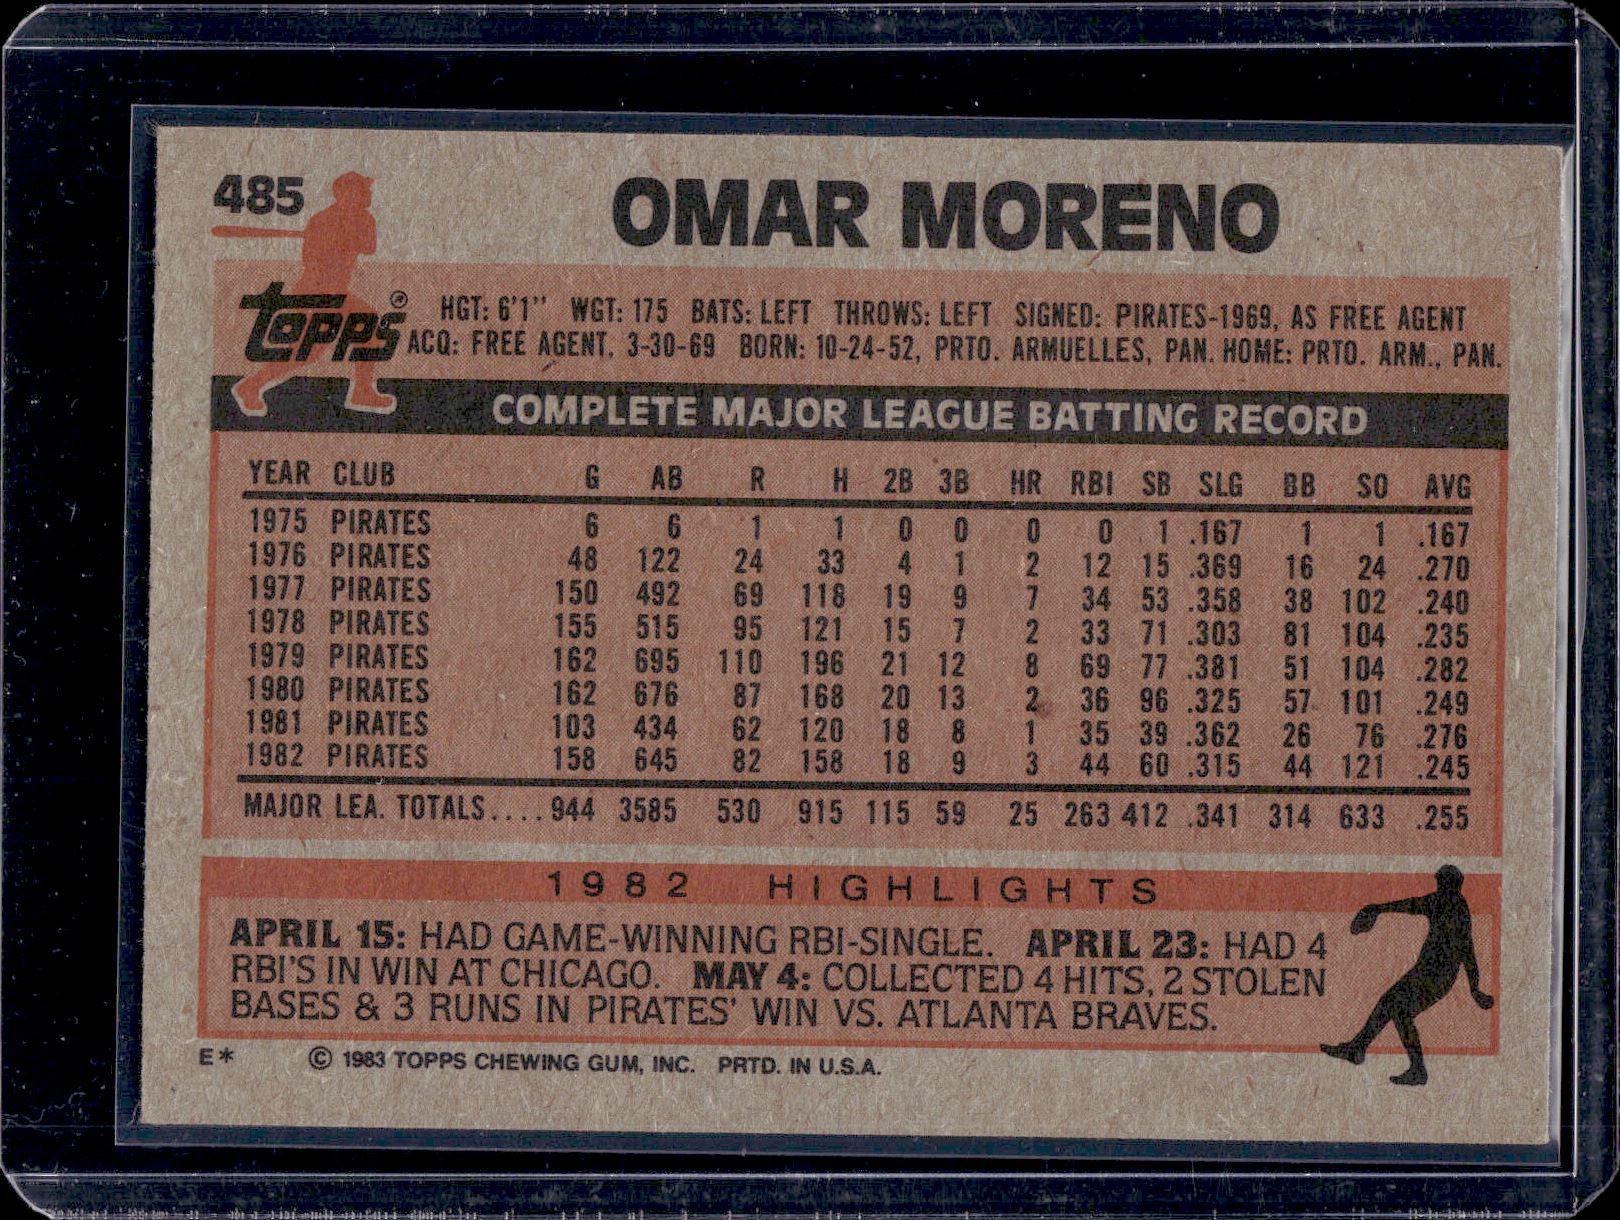 485
OMAR MORENO
topps ®
HGT: 6'1" WGT: 175 BATS: LEFT THROWS: LEFT SIGNED: PIRATES-1969, AS FREE AGENT
ACQ: FREE AGENT, 3-30-69 BORN: 10-24-52, PRTO. ARMUELLES, PAN. HOME: PRTO. ARM., PAN.
COMPLETE MAJOR LEAGUE BATTING RECORD
YEAR CLUB G AB R H 2B 3B HR RBI SB SLG BB SO AVG
1975 PIRATES 6 6 1 1 0 0 0 0 1 .167 1 1 .167
1976 PIRATES 48 122 24 33 4 1 2 12 15 .369 16 24 .270
1977 PIRATES 150 492 69 118 19 9 7 34 53 .358 38 102 .240
1978 PIRATES 155 515 95 121 15 7 2 33 71 .303 81 104 .235
1979 PIRATES 162 695 110 196 21 12 8 69 77 .381 51 104 .282
1980 PIRATES 162 676 87 168 20 13 2 36 96 .325 57 101 .249
1981 PIRATES 103 434 62 120 18 8 1 35 39 .362 26 76 .276
1982 PIRATES 158 645 82 158 18 9 3 44 60 .315 44 121 .245
MAJOR LEA. TOTALS.... 944 3585 530 915 115 59 25 263 412 .341 314 633 .255
1982 HIGHLIGHTS
APRIL 15: HAD GAME-WINNING RBI-SINGLE. APRIL 23: HAD 4
RBI'S IN WIN AT CHICAGO. MAY 4: COLLECTED 4 HITS, 2 STOLEN
BASES & 3 RUNS IN PIRATES' WIN VS. ATLANTA BRAVES.
E* © 1983 TOPPS CHEWING GUM, INC. PRTD. IN U.S.A.